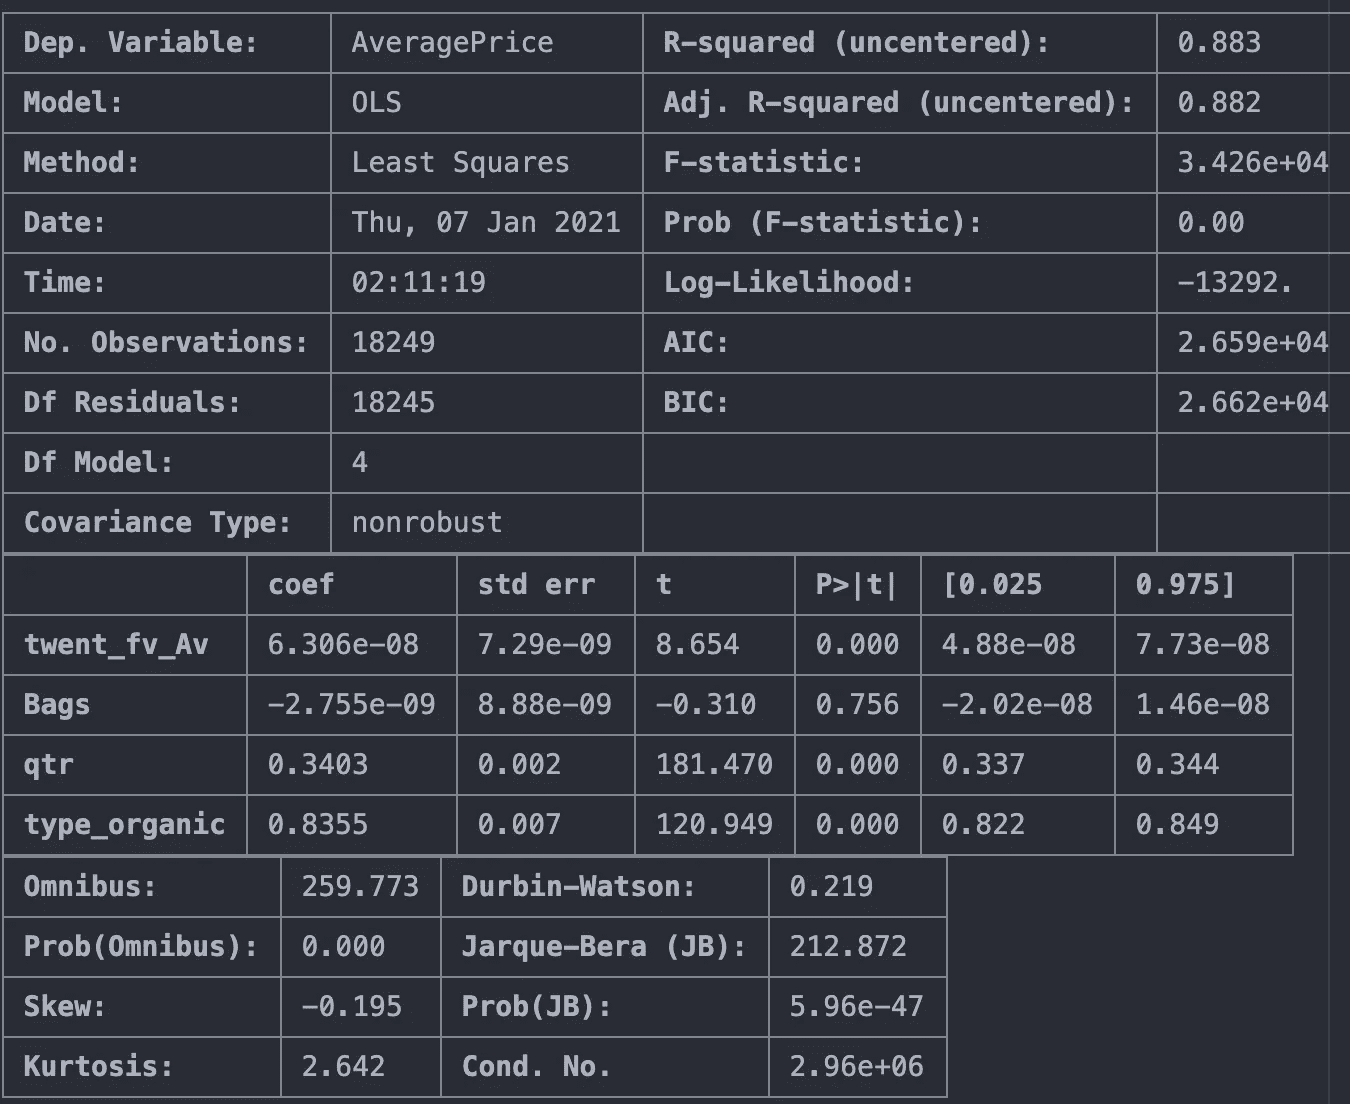 Dep. Variable: AveragePrice R-squared (uncentered): 0.883
Model: OLS Adj. R-squared (uncentered): 0.882
Method: Least Squares F-statistic: 3.426e+04
Date: Thu, 07 Jan 2021 Prob (F-statistic): 0.00
Time: 02:11:19 Log-Likelihood: -13292.
No. Observations: 18249 AIC: 2.659e+04
Df Residuals: 18245 BIC: 2.662e+04
Df Model: 4
Covariance Type: nonrobust
coef std err t P>|t| [0.025 0.975]
twent_fv_Av 6.306e-08 7.29e-09 8.654 0.000 4.88e-08 7.73e-08
Bags -2.755e-09 8.88e-09 -0.310 0.756 -2.02e-08 1.46e-08
qtr 0.3403 0.002 181.470 0.000 0.337 0.344
type_organic 0.8355 0.007 120.949 0.000 0.822 0.849
Omnibus: 259.773 Durbin-Watson: 0.219
Prob(Omnibus): 0.000 Jarque-Bera (JB): 212.872
Skew: -0.195 Prob(JB): 5.96e-47
Kurtosis: 2.642 Cond. No. 2.96e+06